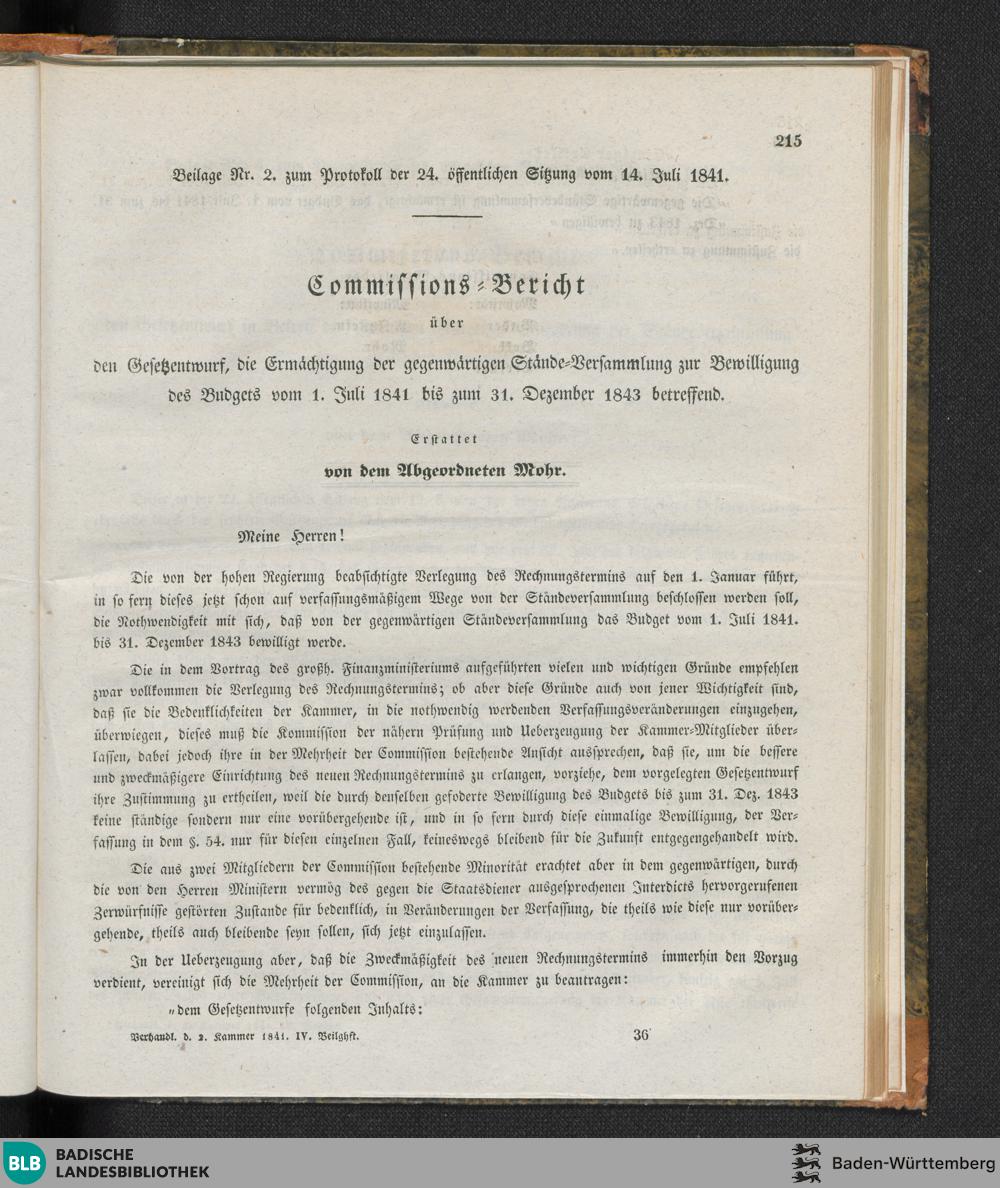 215
Beilage Nr. 2. zum Protokoll der 24. öffentlichen Sitzung vom 14. Juli 1841.
Commissions-Bericht
über
den Gesetzentwurf, die Ermächtigung der gegenwärtigen Stände-Versammlung zur Bewilligung
des Budgets vom 1. Juli 1841 bis zum 31. Dezember 1843 betreffend.
Erstattet
von dem Abgeordneten Mohr.
Meine Herren!
Die von der hohen Regierung beabsichtigte Verlegung des Rechnungstermins auf den 1. Januar führt,
in so fern dieses jetzt schon auf verfassungsmäßigem Wege von der Ständeversammlung beschlossen werden soll,
die Nothwendigkeit mit sich, daß von der gegenwärtigen Ständeversammlung das Budget vom 1. Juli 1841.
bis 31. Dezember 1843 bewilligt werde.
Die in dem Vortrag des großh. Finanzministeriums aufgeführten vielen und wichtigen Gründe empfehlen
zwar vollkommen die Verlegung des Rechnungstermins; ob aber diese Gründe auch von jener Wichtigkeit sind,
daß sie die Bedenklichkeiten der Kammer, in die nothwendig werdenden Verfassungsveränderungen einzugehen,
überwiegen, dieses muß die Kommission der nähern Prüfung und Ueberzeugung der Kammer-Mitglieder über-
lassen, dabei jedoch ihre in der Mehrheit der Commission bestehende Ansicht aussprechen, daß sie, um die bessere
und zweckmäßigere Einrichtung des neuen Rechnungstermins zu erlangen, vorziehe, dem vorgelegten Gesetzentwurf
ihre Zustimmung zu ertheilen, weil die durch denselben gefoderte Bewilligung des Budgets bis zum 31. Dez. 1843
keine ständige sondern nur eine vorübergehende ist, und in so fern durch diese einmalige Bewilligung, der Ver-
fassung in dem §. 54. nur für diesen einzelnen Fall, keineswegs bleibend für die Zukunft entgegengehandelt wird.
Die aus zwei Mitgliedern der Commission bestehende Minorität erachtet aber in dem gegenwärtigen, durch
die von den Herren Ministern vermög des gegen die Staatsdiener ausgesprochenen Interdicts hervorgerufenen
Zerwürfnisse gestörten Zustande für bedenklich, in Veränderungen der Verfassung, die theils wie diese nur vorüber-
gehende, theils auch bleibende seyn sollen, sich jetzt einzulassen.
In der Ueberzeugung aber, daß die Zweckmäßigkeit des neuen Rechnungstermins immerhin den Vorzug
verdient, vereinigt sich die Mehrheit der Commission, an die Kammer zu beantragen:
„dem Gesetzentwurfe folgenden Inhalts:
Verhandl. d. 2. Kammer 1841. IV. Beilghft. 36
BLB BADISCHE
LANDESBIBLIOTHEK
Baden-Württemberg